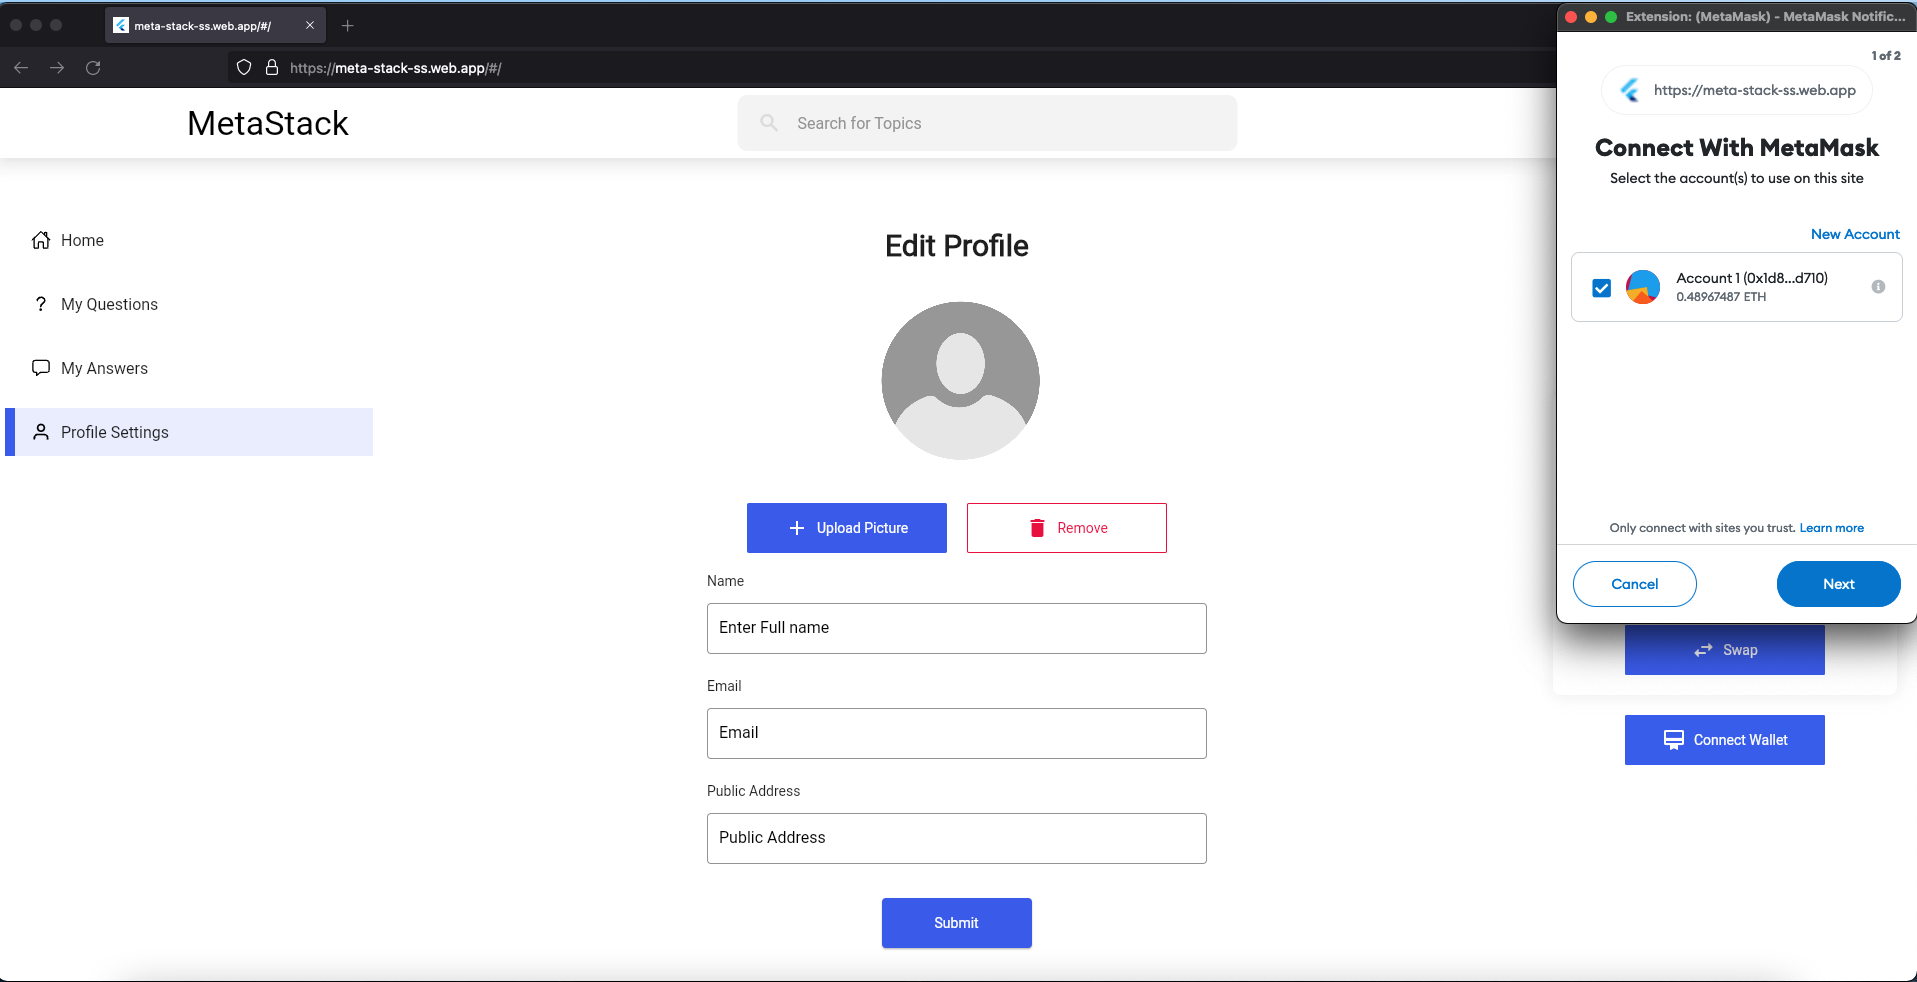 meta-stack-ss.web.app/#/
https://meta-stack-ss.web.app/#/
MetaStack
Search for Topics
Home
? My Questions
My Answers
Profile Settings
Edit Profile
Upload Picture
Remove
Name
Enter Full name
Email
Email
Public Address
Public Address
Submit
Extension: (MetaMask) - MetaMask Notific...
1 of 2
https://meta-stack-ss.web.app
Connect With MetaMask
Select the account(s) to use on this site
New Account
Account 1 (0x1d8...d710)
0.48967487 ETH
Only connect with sites you trust. Learn more
Cancel
Next
Swap
Connect Wallet